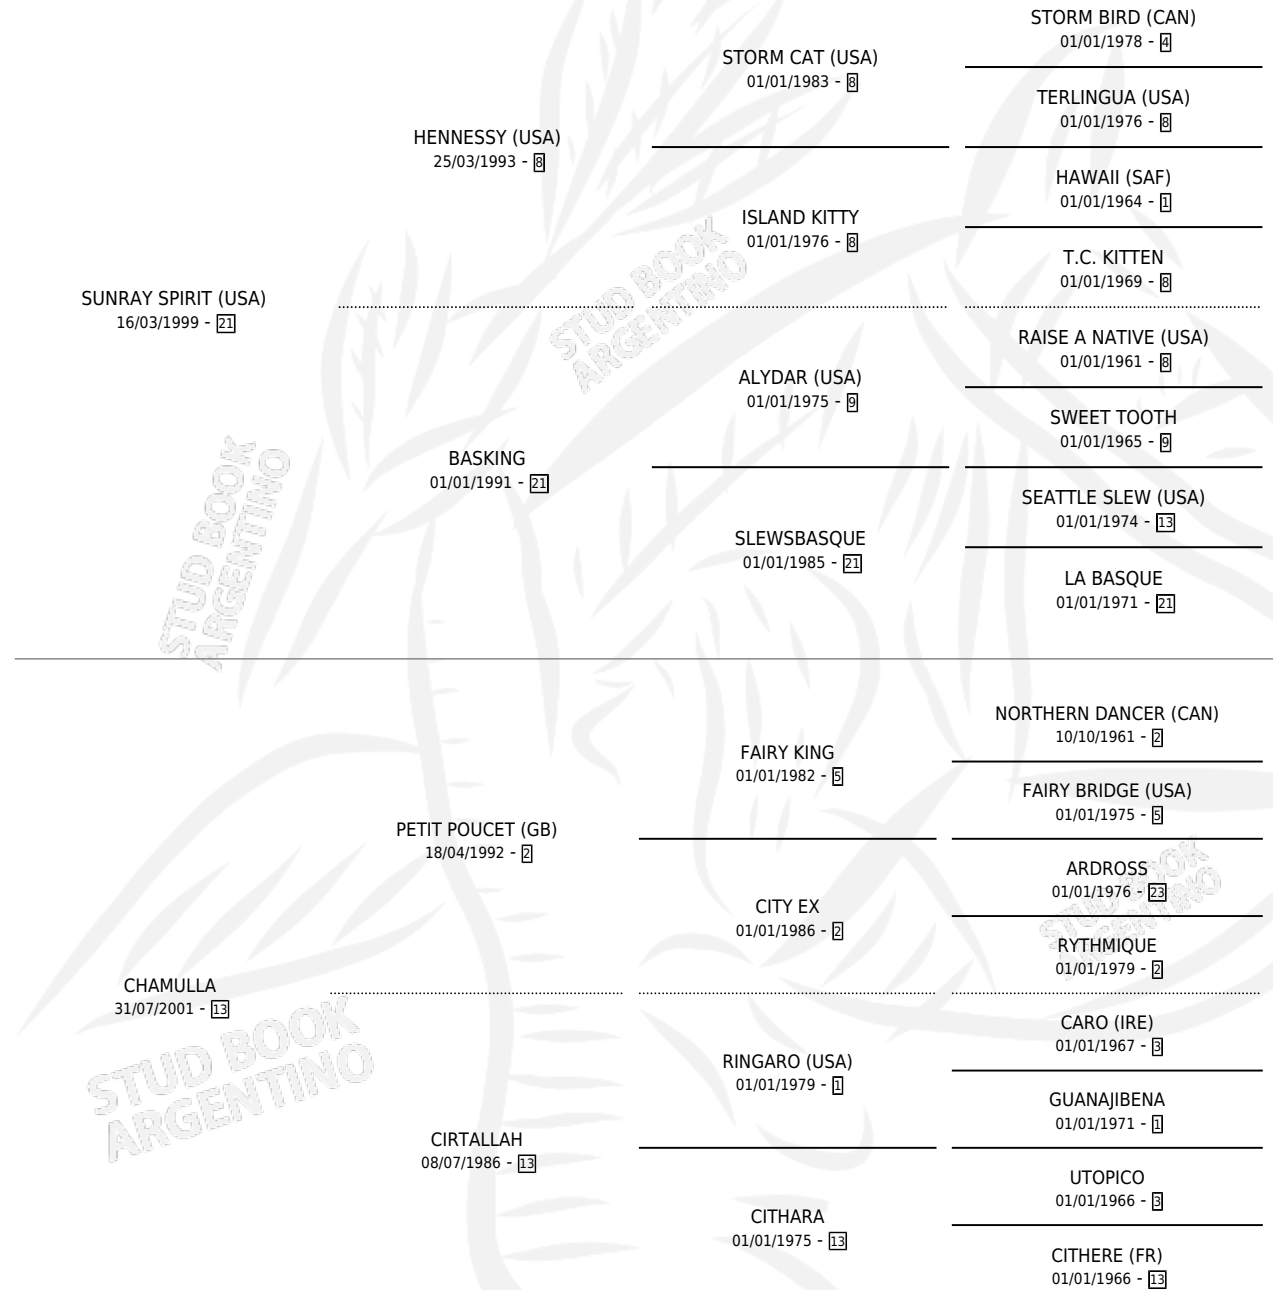 STORM BIRD (CAN)
01/01/1978 - 4
STORM CAT (USA)
01/01/1983 - 8
TERLINGUA (USA)
01/01/1976 - 8
HENNESSY (USA)
25/03/1993 - 8
HAWAII (SAF)
01/01/1964 - 1
ISLAND KITTY
01/01/1976 - 8
T.C. KITTEN
01/01/1969 - 8
SUNRAY SPIRIT (USA)
16/03/1999 - 21
RAISE A NATIVE (USA)
01/01/1961 - 8
ALYDAR (USA)
01/01/1975 - 9
SWEET TOOTH
01/01/1965 - 9
BASKING
01/01/1991 - 21
SEATTLE SLEW (USA)
01/01/1974 - 13
SLEWSBASQUE
01/01/1985 - 21
LA BASQUE
01/01/1971 - 21
NORTHERN DANCER (CAN)
10/10/1961 - 2
FAIRY KING
01/01/1982 - 5
FAIRY BRIDGE (USA)
01/01/1975 - 5
PETIT POUCET (GB)
18/04/1992 - 2
ARDROSS
01/01/1976 - 23
CITY EX
01/01/1986 - 2
RYTHMIQUE
01/01/1979 - 2
CHAMULLA
31/07/2001 - 13
CARO (IRE)
01/01/1967 - 3
RINGARO (USA)
01/01/1979 - 1
GUANAJIBENA
01/01/1971 - 1
CIRTALLAH
08/07/1986 - 13
UTOPICO
01/01/1966 - 3
CITHARA
01/01/1975 - 13
CITHERE (FR)
01/01/1966 - 13
STUD BOOK
ARGENTINO
STUD BOOK
ARGENTINO
STUD BOOK
ARGENTINO
STUD BOOK
ARGENTINO